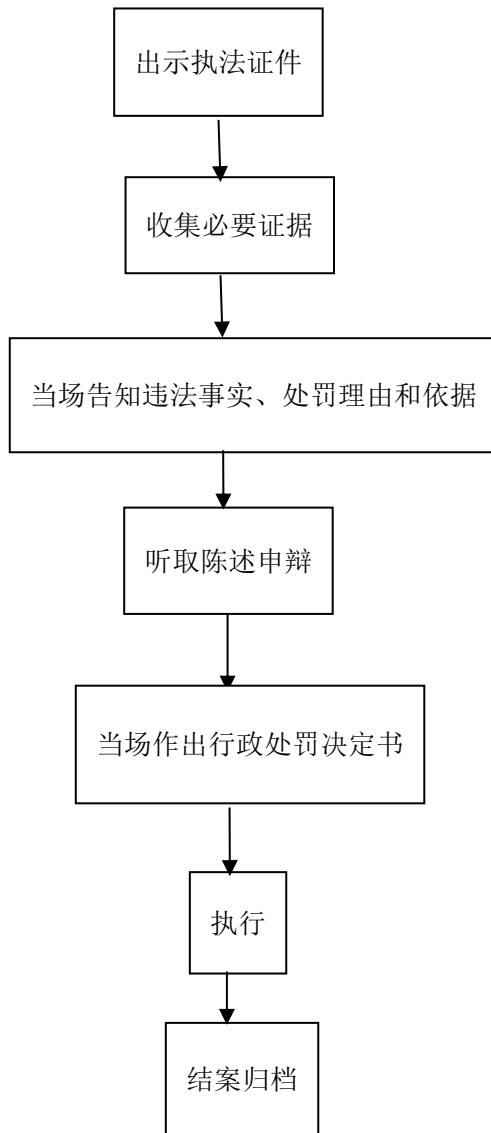 出示执法证件
收集必要证据
当场告知违法事实、处罚理由和依据
听取陈述申辩
当场作出行政处罚决定书
执行
结案归档